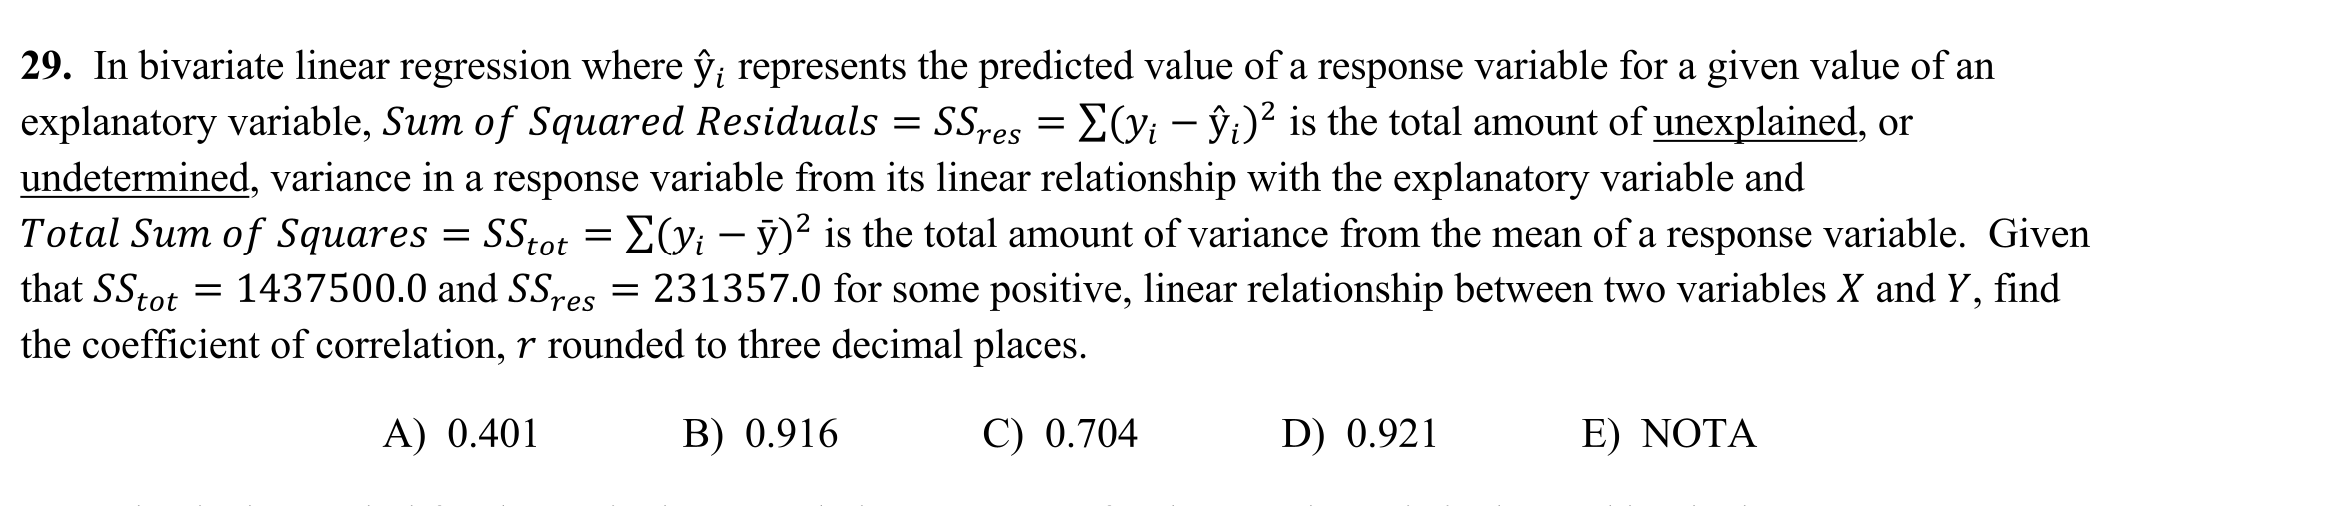 29. In bivariate linear regression where ŷᵢ represents the predicted value of a response variable for a given value of an
explanatory variable, Sum of Squared Residuals = SS_res = ∑(yᵢ − ŷᵢ)² is the total amount of unexplained, or
undetermined, variance in a response variable from its linear relationship with the explanatory variable and
Total Sum of Squares = SS_tot = ∑(yᵢ − ȳ)² is the total amount of variance from the mean of a response variable. Given
that SS_tot = 1437500.0 and SS_res = 231357.0 for some positive, linear relationship between two variables X and Y, find
the coefficient of correlation, r rounded to three decimal places.
A) 0.401 B) 0.916 C) 0.704 D) 0.921 E) NOTA